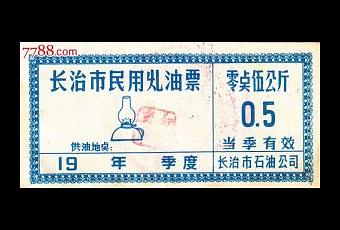 7788.com
长治市民用灯油票
零点伍公斤
0.5
供油地点:
当季有效
19 年 季度
长治市石油公司